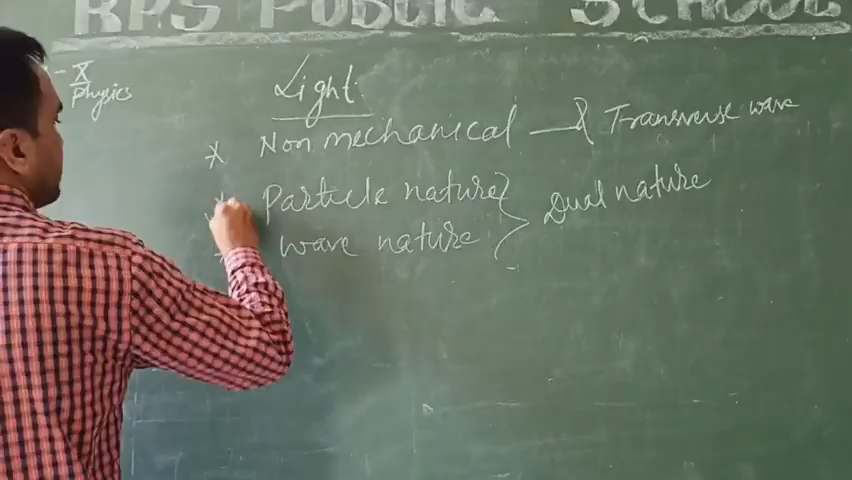 RPS PUBLIC SCHOOL
- X
Physics
Light
* Non mechanical → Transverse wave
* Particle nature
wave nature
} Dual nature